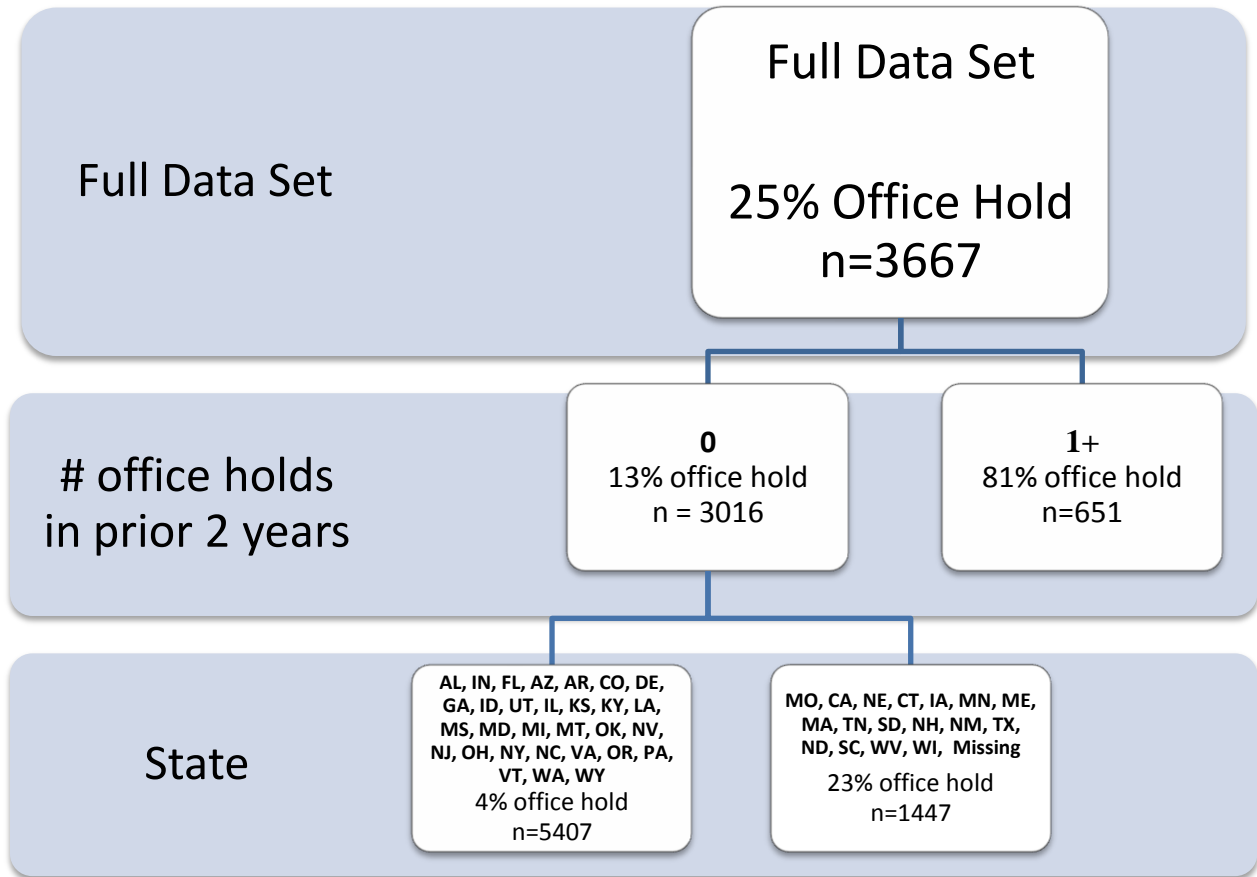 Full Data Set
Full Data Set
25% Office Hold
n=3667
# office holds
in prior 2 years
0
13% office hold
n = 3016
1+
81% office hold
n=651
State
AL, IN, FL, AZ, AR, CO, DE,
GA, ID, UT, IL, KS, KY, LA,
MS, MD, MI, MT, OK, NV,
NJ, OH, NY, NC, VA, OR, PA,
VT, WA, WY
4% office hold
n=5407
MO, CA, NE, CT, IA, MN, ME,
MA, TN, SD, NH, NM, TX,
ND, SC, WV, WI, Missing
23% office hold
n=1447